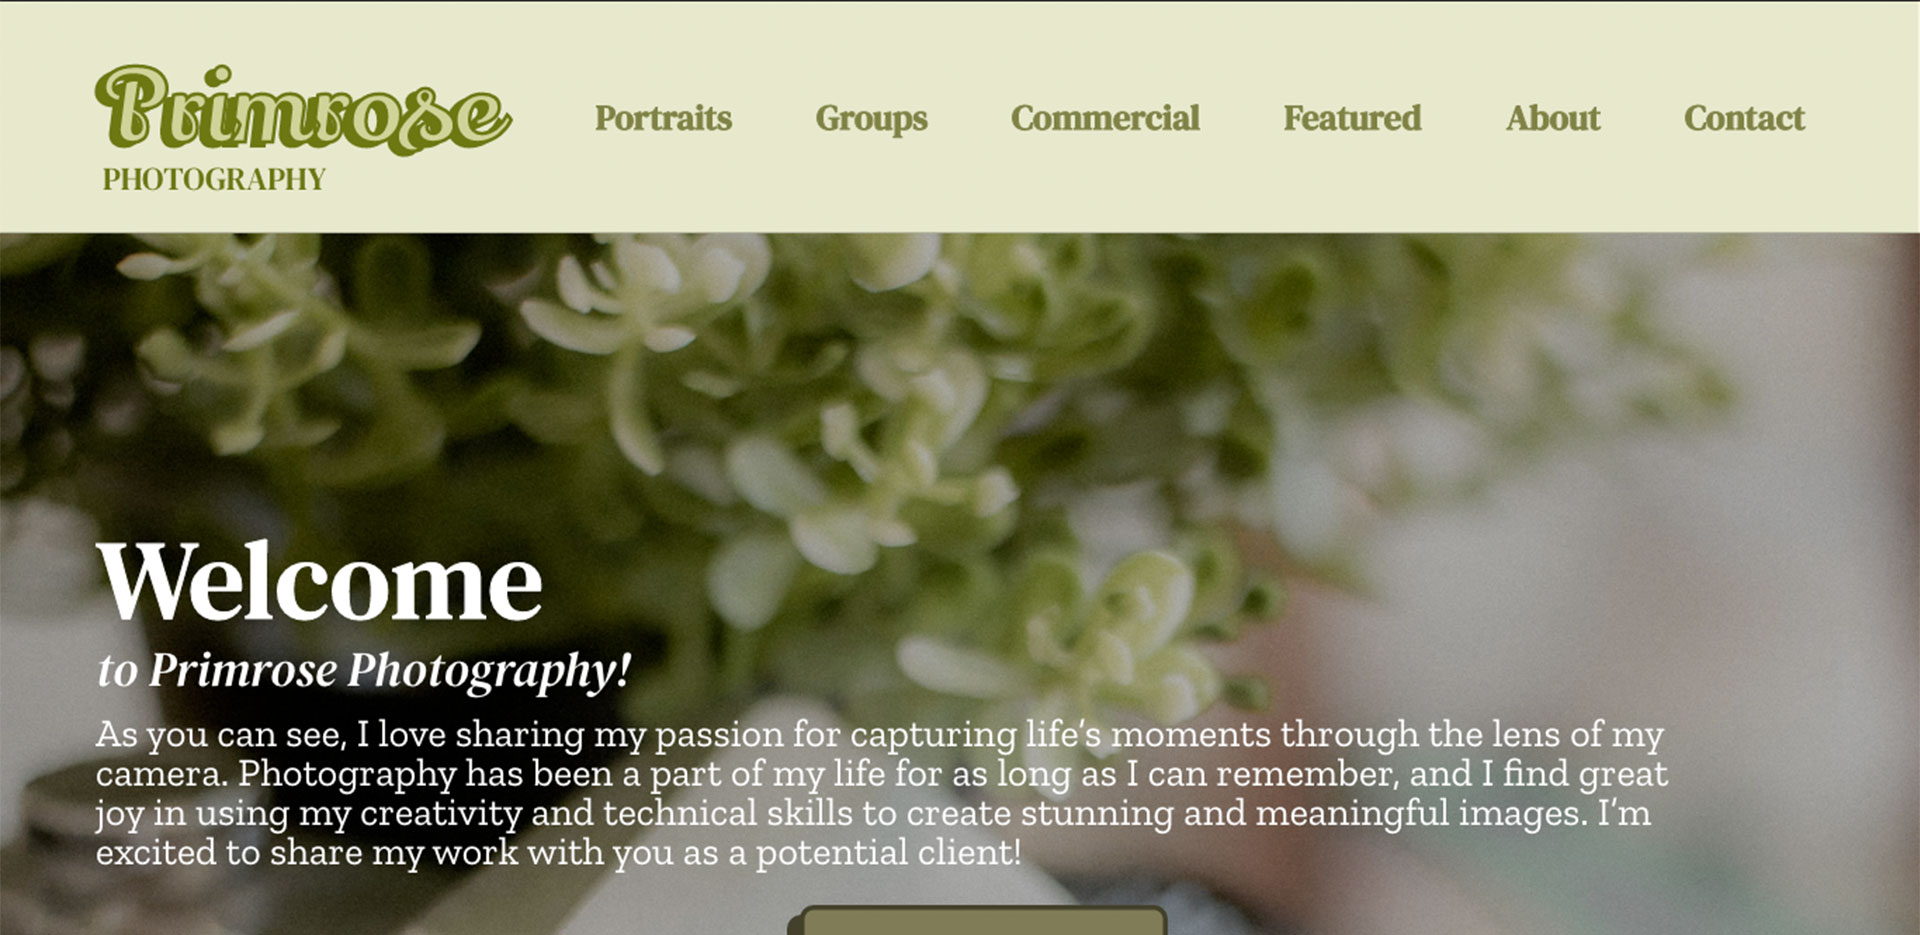 Primrose
PHOTOGRAPHY
Portraits
Groups
Commercial
Featured
About
Contact
Welcome
to Primrose Photography!
As you can see, I love sharing my passion for capturing life’s moments through the lens of my
camera. Photography has been a part of my life for as long as I can remember, and I find great
joy in using my creativity and technical skills to create stunning and meaningful images. I’m
excited to share my work with you as a potential client!